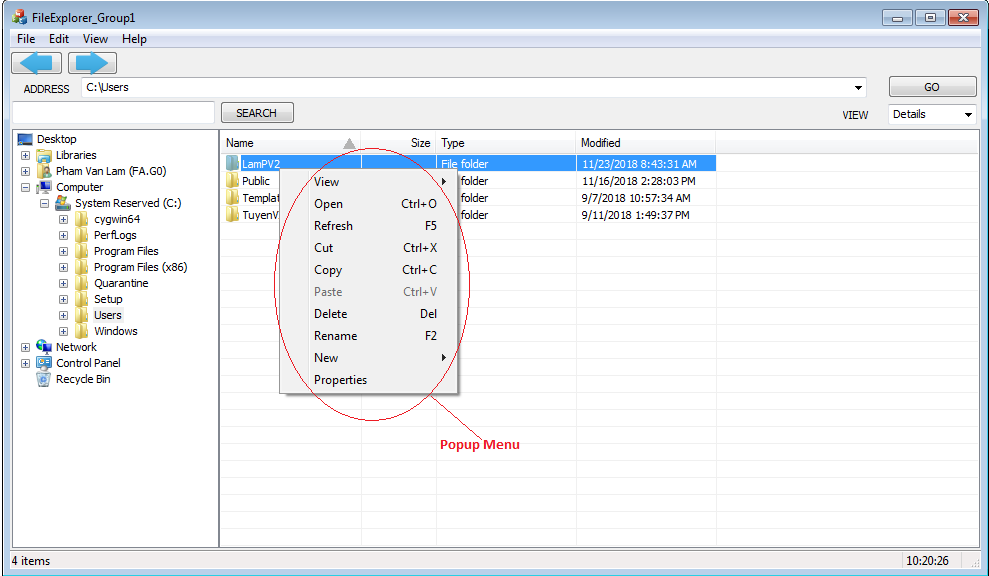 FileExplorer_Group1
File Edit View Help
ADDRESS C:\Users GO
SEARCH VIEW Details
Desktop
Libraries
Pham Van Lam (FA.G0)
Computer
System Reserved (C:)
cygwin64
PerfLogs
Program Files
Program Files (x86)
Quarantine
Setup
Users
Windows
Network
Control Panel
Recycle Bin
Name Size Type Modified
LamPV2 File folder 11/23/2018 8:43:31 AM
Public folder 11/16/2018 2:28:03 PM
Templat folder 9/7/2018 10:57:34 AM
TuyenV folder 9/11/2018 1:49:37 PM
View
Open Ctrl+O
Refresh F5
Cut Ctrl+X
Copy Ctrl+C
Paste Ctrl+V
Delete Del
Rename F2
New
Properties
Popup Menu
4 items 10:20:26